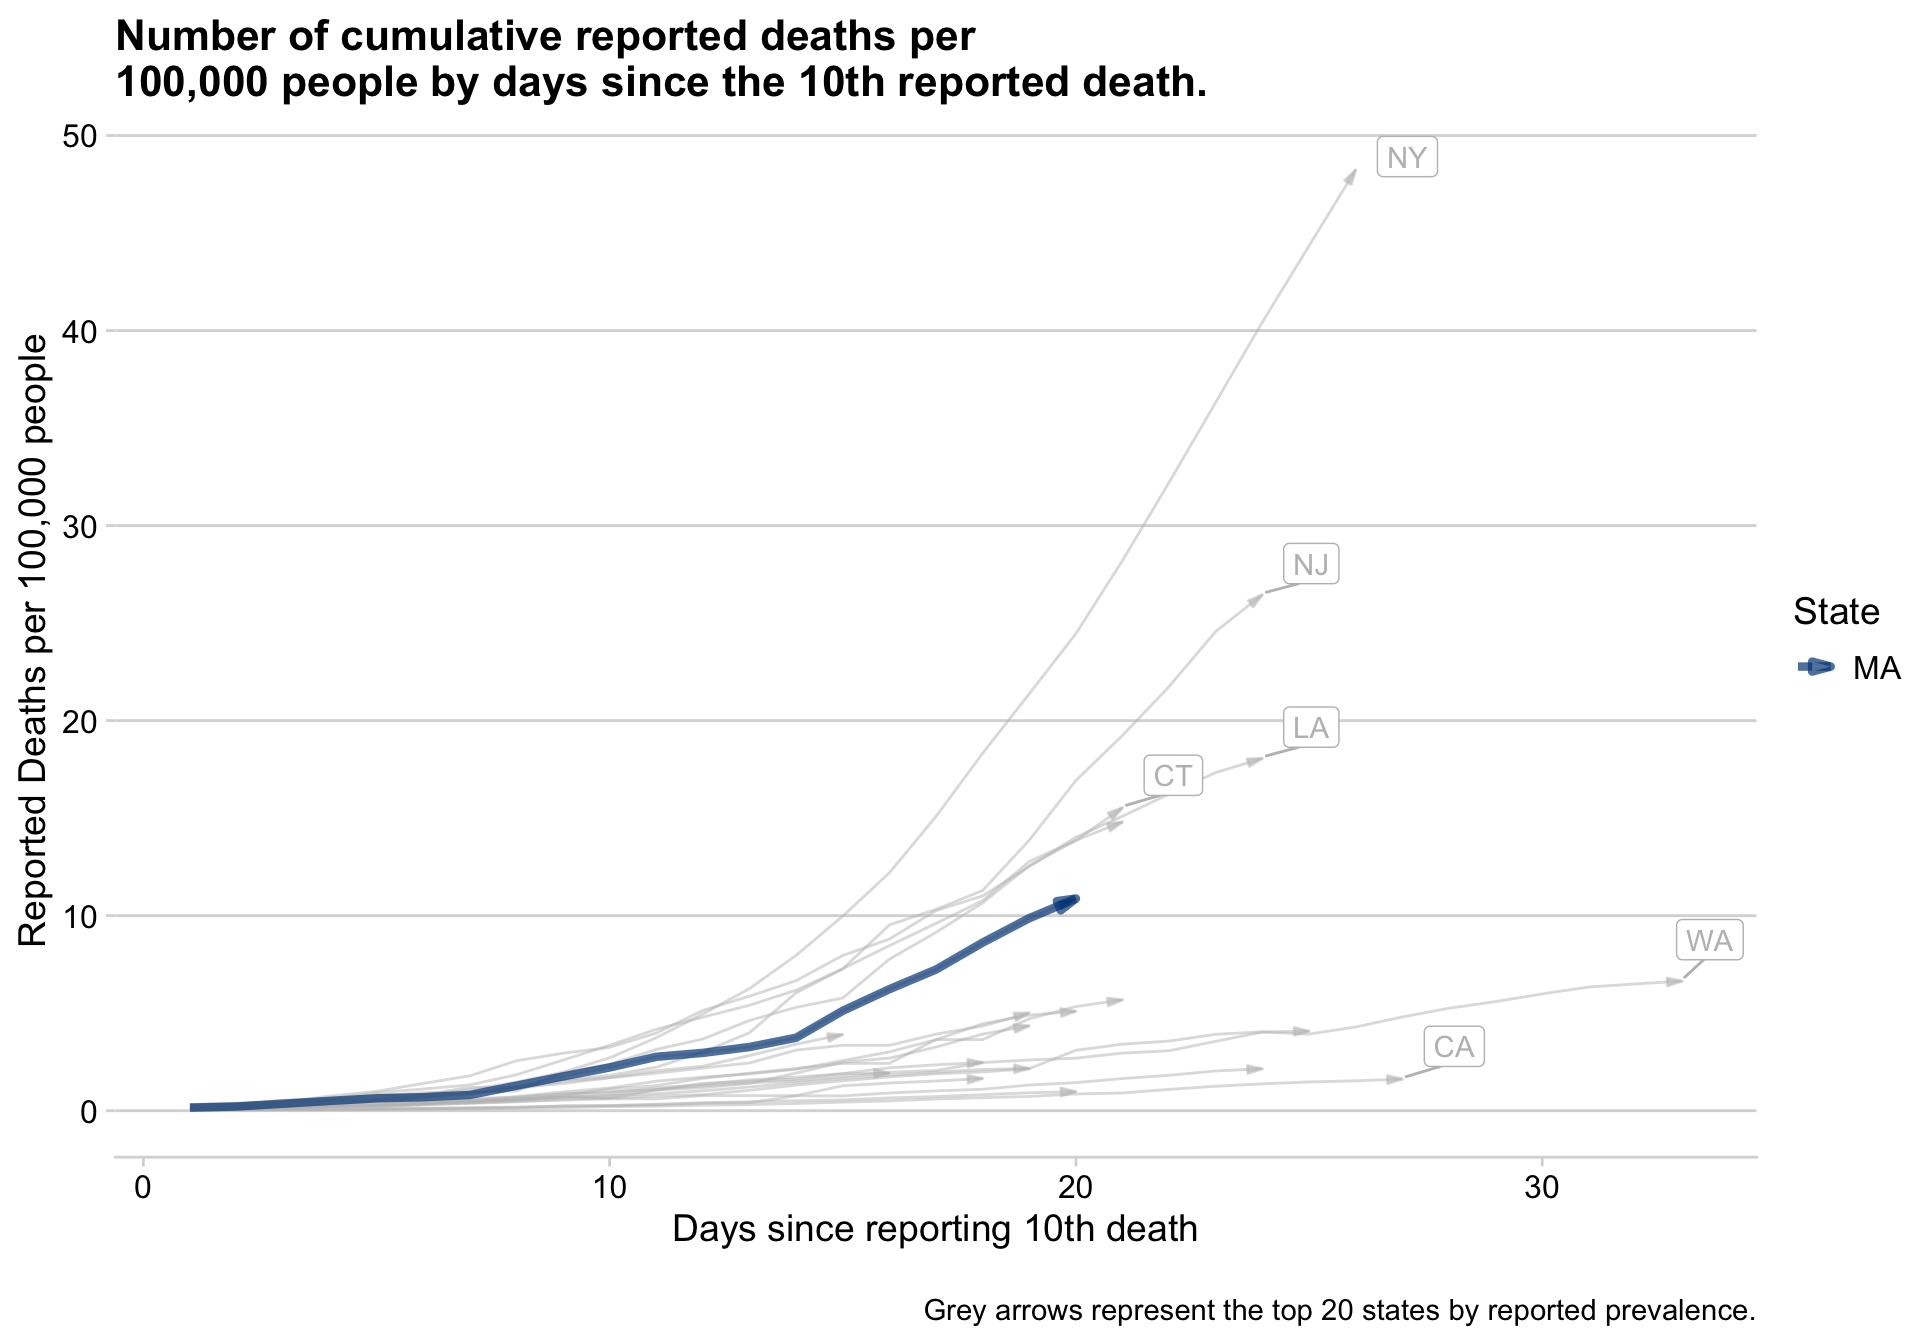 Number of cumulative reported deaths per
100,000 people by days since the 10th reported death.
Reported Deaths per 100,000 people
50
40
30
20
10
0
NY
NJ
LA
CT
WA
CA
State
MA
0
10
20
30
Days since reporting 10th death
Grey arrows represent the top 20 states by reported prevalence.